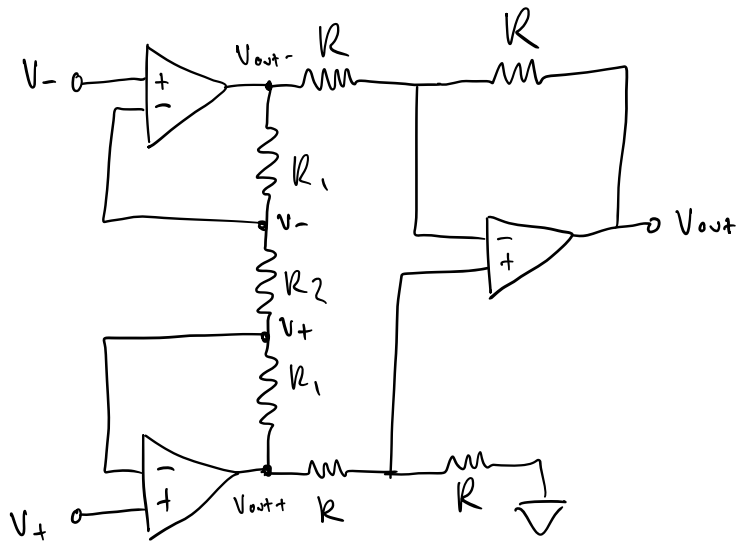 R
R
Vout-
V-
+
-
R1
V-
Vout
-
+
R2
V+
R1
-
+
Vout+
R
R
V+